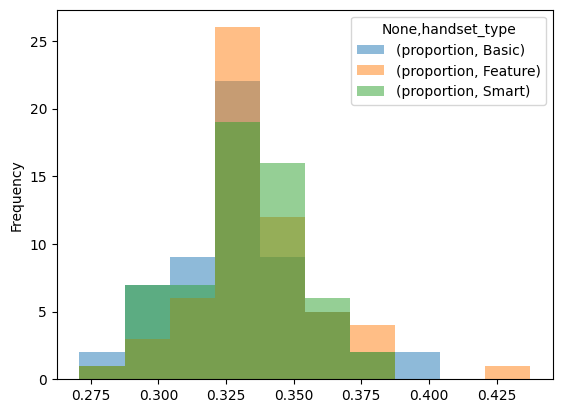 None,handset_type
(proportion, Basic)
(proportion, Feature)
(proportion, Smart)
Frequency
25
20
15
10
5
0
0.275 0.300 0.325 0.350 0.375 0.400 0.425